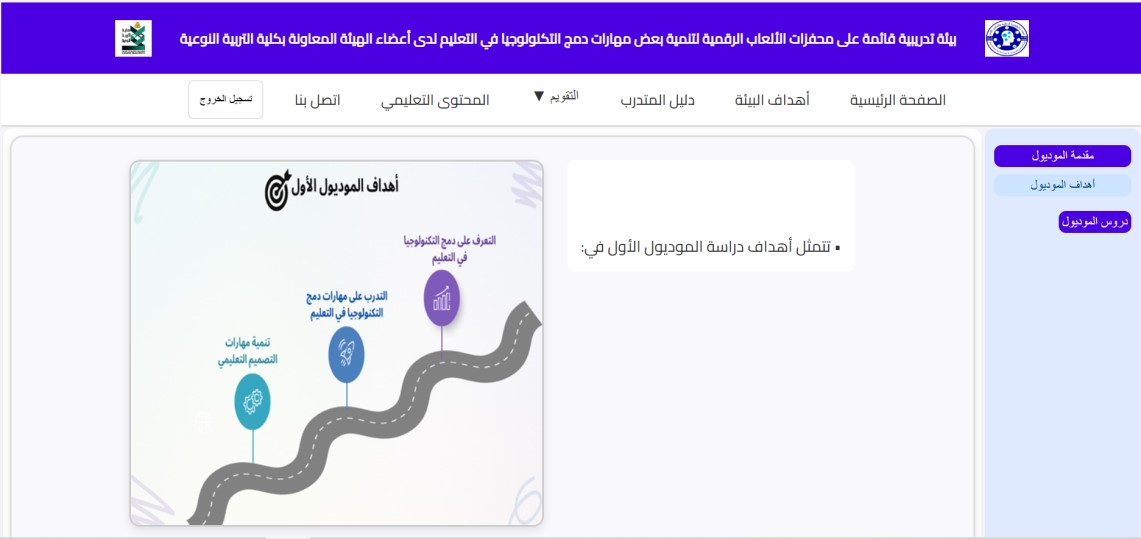 بيئة تدريبية قائمة على محفزات الألعاب الرقمية لتنمية بعض مهارات دمج التكنولوجيا في التعليم لدى أعضاء الهيئة المعاونة بكلية التربية النوعية
الصفحة الرئيسية
أهداف البيئة
دليل المتدرب
التقويم ▼
المحتوى التعليمي
اتصل بنا
تسجيل الخروج
مقدمة الموديول
أهداف الموديول
دروس الموديول
▪ تتمثل أهداف دراسة الموديول الأول في:
أهداف الموديول الأول
التعرف على دمج التكنولوجيا
في التعليم
التدرب على مهارات دمج
التكنولوجيا في التعليم
تنمية مهارات
التصميم التعليمي